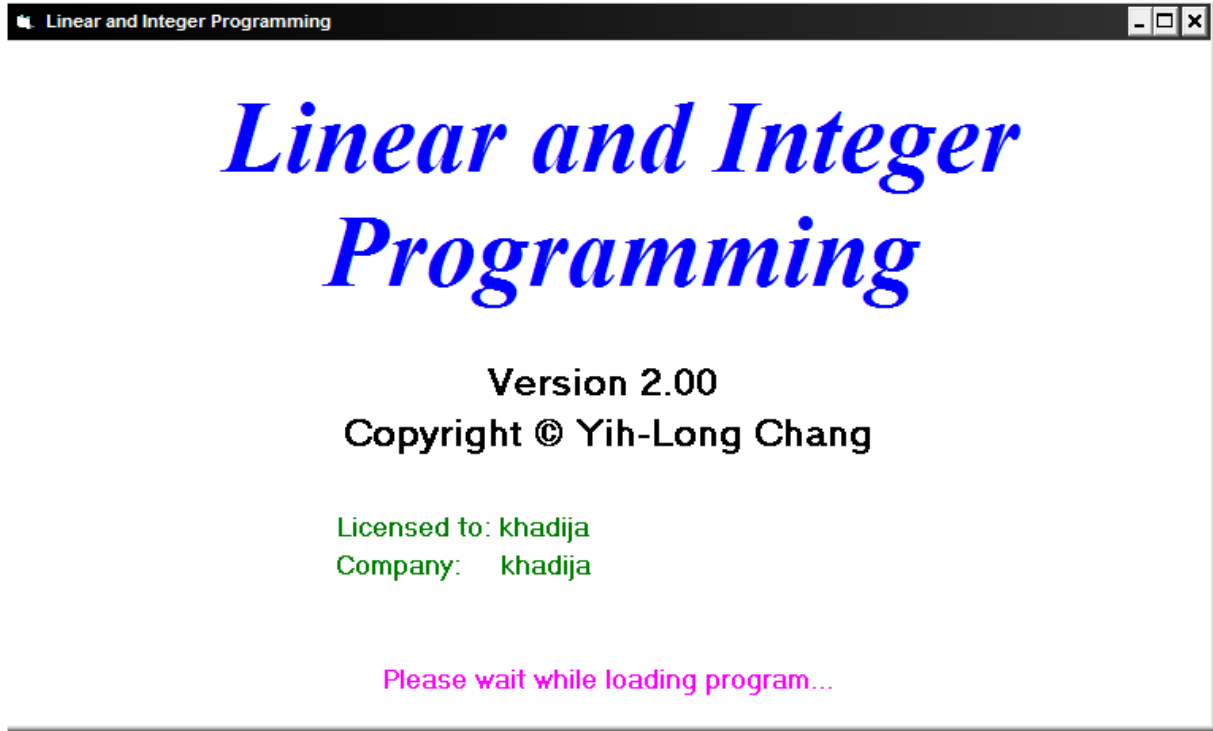 Linear and Integer Programming
Linear and Integer
Programming
Version 2.00
Copyright © Yih-Long Chang
Licensed to: khadija
Company: khadija
Please wait while loading program...